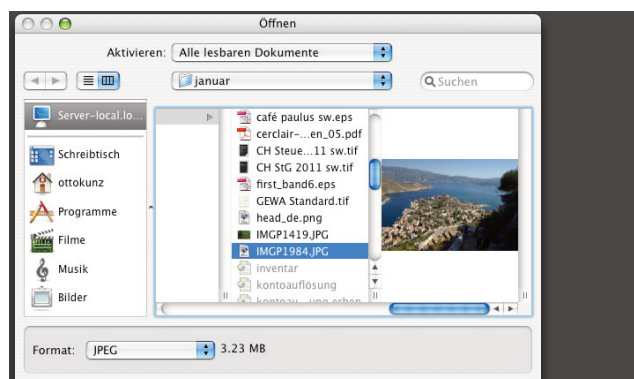 Öffnen
Aktivieren: Alle lesbaren Dokumente
januar
Suchen
Server-local.lo...
Schreibtisch
ottokunz
Programme
Filme
Musik
Bilder
café paulus sw.eps
cerclair-...en_05.pdf
CH Steue...11 sw.tif
CH StG 2011 sw.tif
first_band6.eps
GEWA Standard.tif
head_de.png
IMGP1419.JPG
IMGP1984.JPG
inventar
kontoauflösung
Format: JPEG 3.23 MB